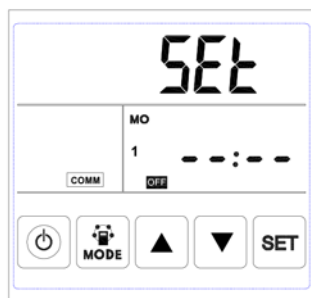 SEt
MO
1
--:--
COMM
OFF
MODE
SET